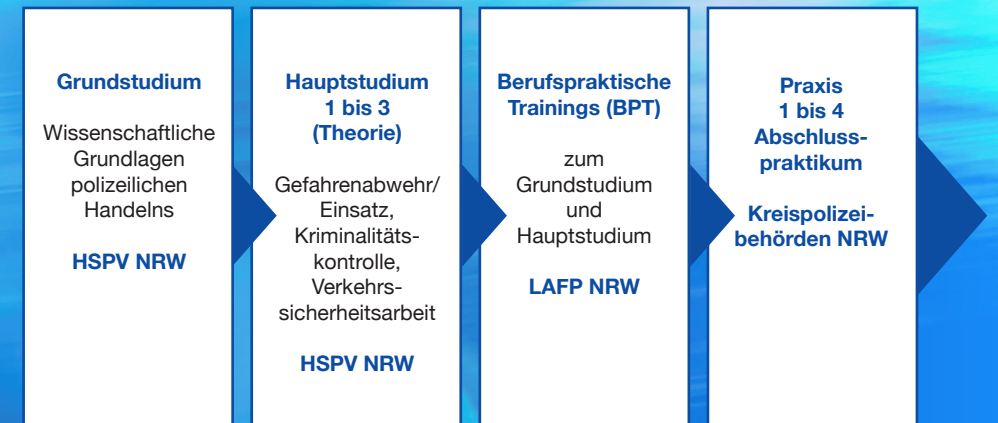 Grundstudium
Wissenschaftliche
Grundlagen
polizeilichen
Handelns
HSPV NRW
Hauptstudium
1 bis 3
(Theorie)
Gefahrenabwehr/
Einsatz,
Kriminalitäts-
kontrolle,
Verkehrs-
sicherheitsarbeit
HSPV NRW
Berufspraktische
Trainings (BPT)
zum
Grundstudium
und
Hauptstudium
LAFP NRW
Praxis
1 bis 4
Abschluss-
praktikum
Kreispolizei-
behörden NRW